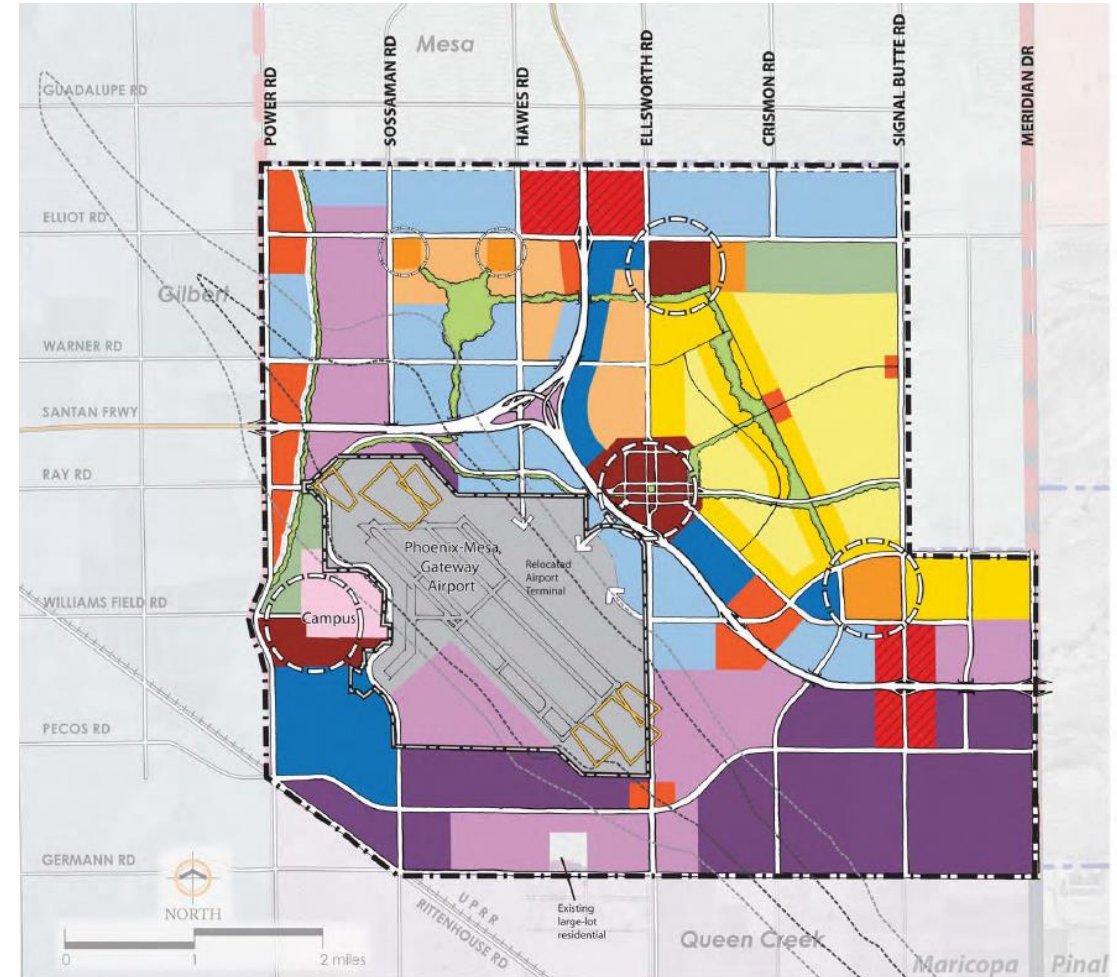 Mesa
GUADALUPE RD
POWER RD
SOSSAMAN RD
HAWES RD
ELLSWORTH RD
CRISMON RD
SIGNAL BUTTE RD
MERIDIAN DR
ELLIOT RD
Gilbert
WARNER RD
SANTAN FRWY
RAY RD
Phoenix-Mesa
Gateway
Airport
Relocated
Airport
Terminal
WILLIAMS FIELD RD
Campus
PECOS RD
GERMANN RD
NORTH
UPRR
RITTENHOUSE RD
Existing
large-lot
residential
Queen Creek
0 1 2 miles
Maricopa Pinal